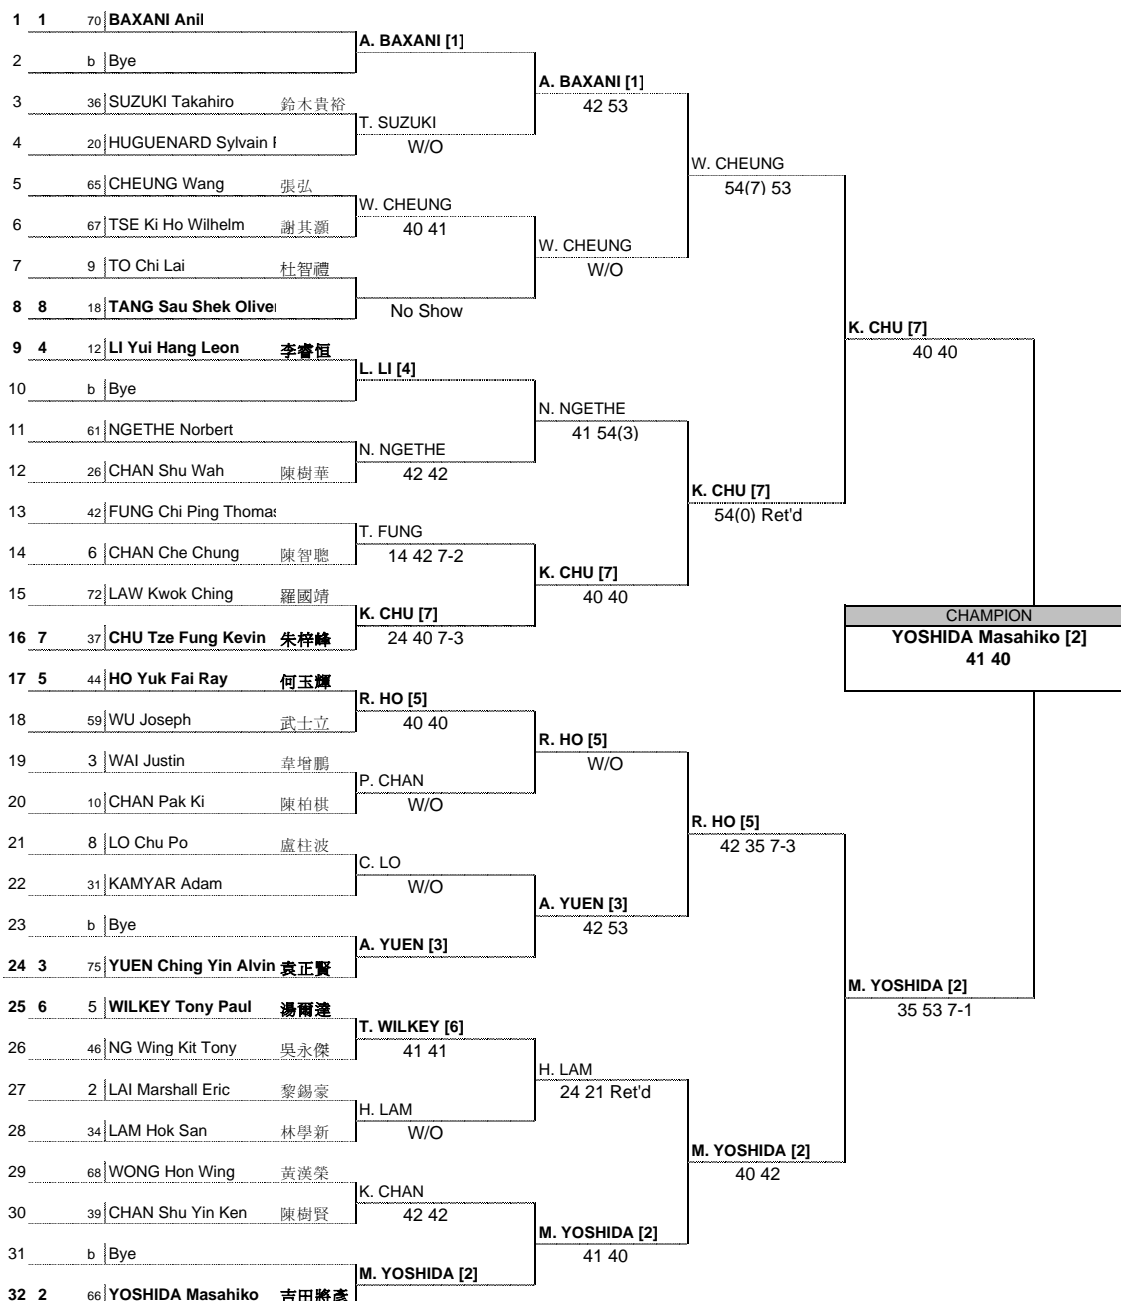 1 1 70 BAXANI Anil
A. BAXANI [1]
2 b Bye
A. BAXANI [1]
42 53
3 36 SUZUKI Takahiro 鈴木貴裕
T. SUZUKI
W/O
4 20 HUGUENARD Sylvain
W. CHEUNG
54(7) 53
5 65 CHEUNG Wang 張弘
W. CHEUNG
40 41
6 67 TSE Ki Ho Wilhelm 謝其灝
W. CHEUNG
W/O
7 9 TO Chi Lai 杜智禮
No Show
8 8 18 TANG Sau Shek Olive
K. CHU [7]
40 40
9 4 12 LI Yui Hang Leon 李睿恒
L. LI [4]
10 b Bye
N. NGETHE
41 54(3)
11 61 NGETHE Norbert
N. NGETHE
42 42
12 26 CHAN Shu Wah 陳樹華
K. CHU [7]
54(0) Ret'd
13 42 FUNG Chi Ping Thomas
T. FUNG
14 42 7-2
14 6 CHAN Che Chung 陳智聰
K. CHU [7]
40 40
15 72 LAW Kwok Ching 羅國靖
K. CHU [7]
24 40 7-3
16 7 37 CHU Tze Fung Kevin 朱梓峰
CHAMPION
YOSHIDA Masahiko [2]
41 40
17 5 44 HO Yuk Fai Ray 何玉輝
R. HO [5]
40 40
18 59 WU Joseph 武士立
R. HO [5]
W/O
19 3 WAI Justin 韋增鵬
P. CHAN
W/O
20 10 CHAN Pak Ki 陳柏棋
R. HO [5]
42 35 7-3
21 8 LO Chu Po 盧柱波
C. LO
W/O
22 31 KAMYAR Adam
A. YUEN [3]
42 53
23 b Bye
A. YUEN [3]
24 3 75 YUEN Ching Yin Alvin 袁正賢
M. YOSHIDA [2]
35 53 7-1
25 6 5 WILKEY Tony Paul 湯爾達
T. WILKEY [6]
41 41
26 46 NG Wing Kit Tony 吳永傑
H. LAM
24 21 Ret'd
27 2 LAI Marshall Eric 黎錫豪
H. LAM
W/O
28 34 LAM Hok San 林學新
M. YOSHIDA [2]
40 42
29 68 WONG Hon Wing 黃漢榮
K. CHAN
42 42
30 39 CHAN Shu Yin Ken 陳樹賢
M. YOSHIDA [2]
41 40
31 b Bye
M. YOSHIDA [2]
32 2 66 YOSHIDA Masahiko 吉田將彥